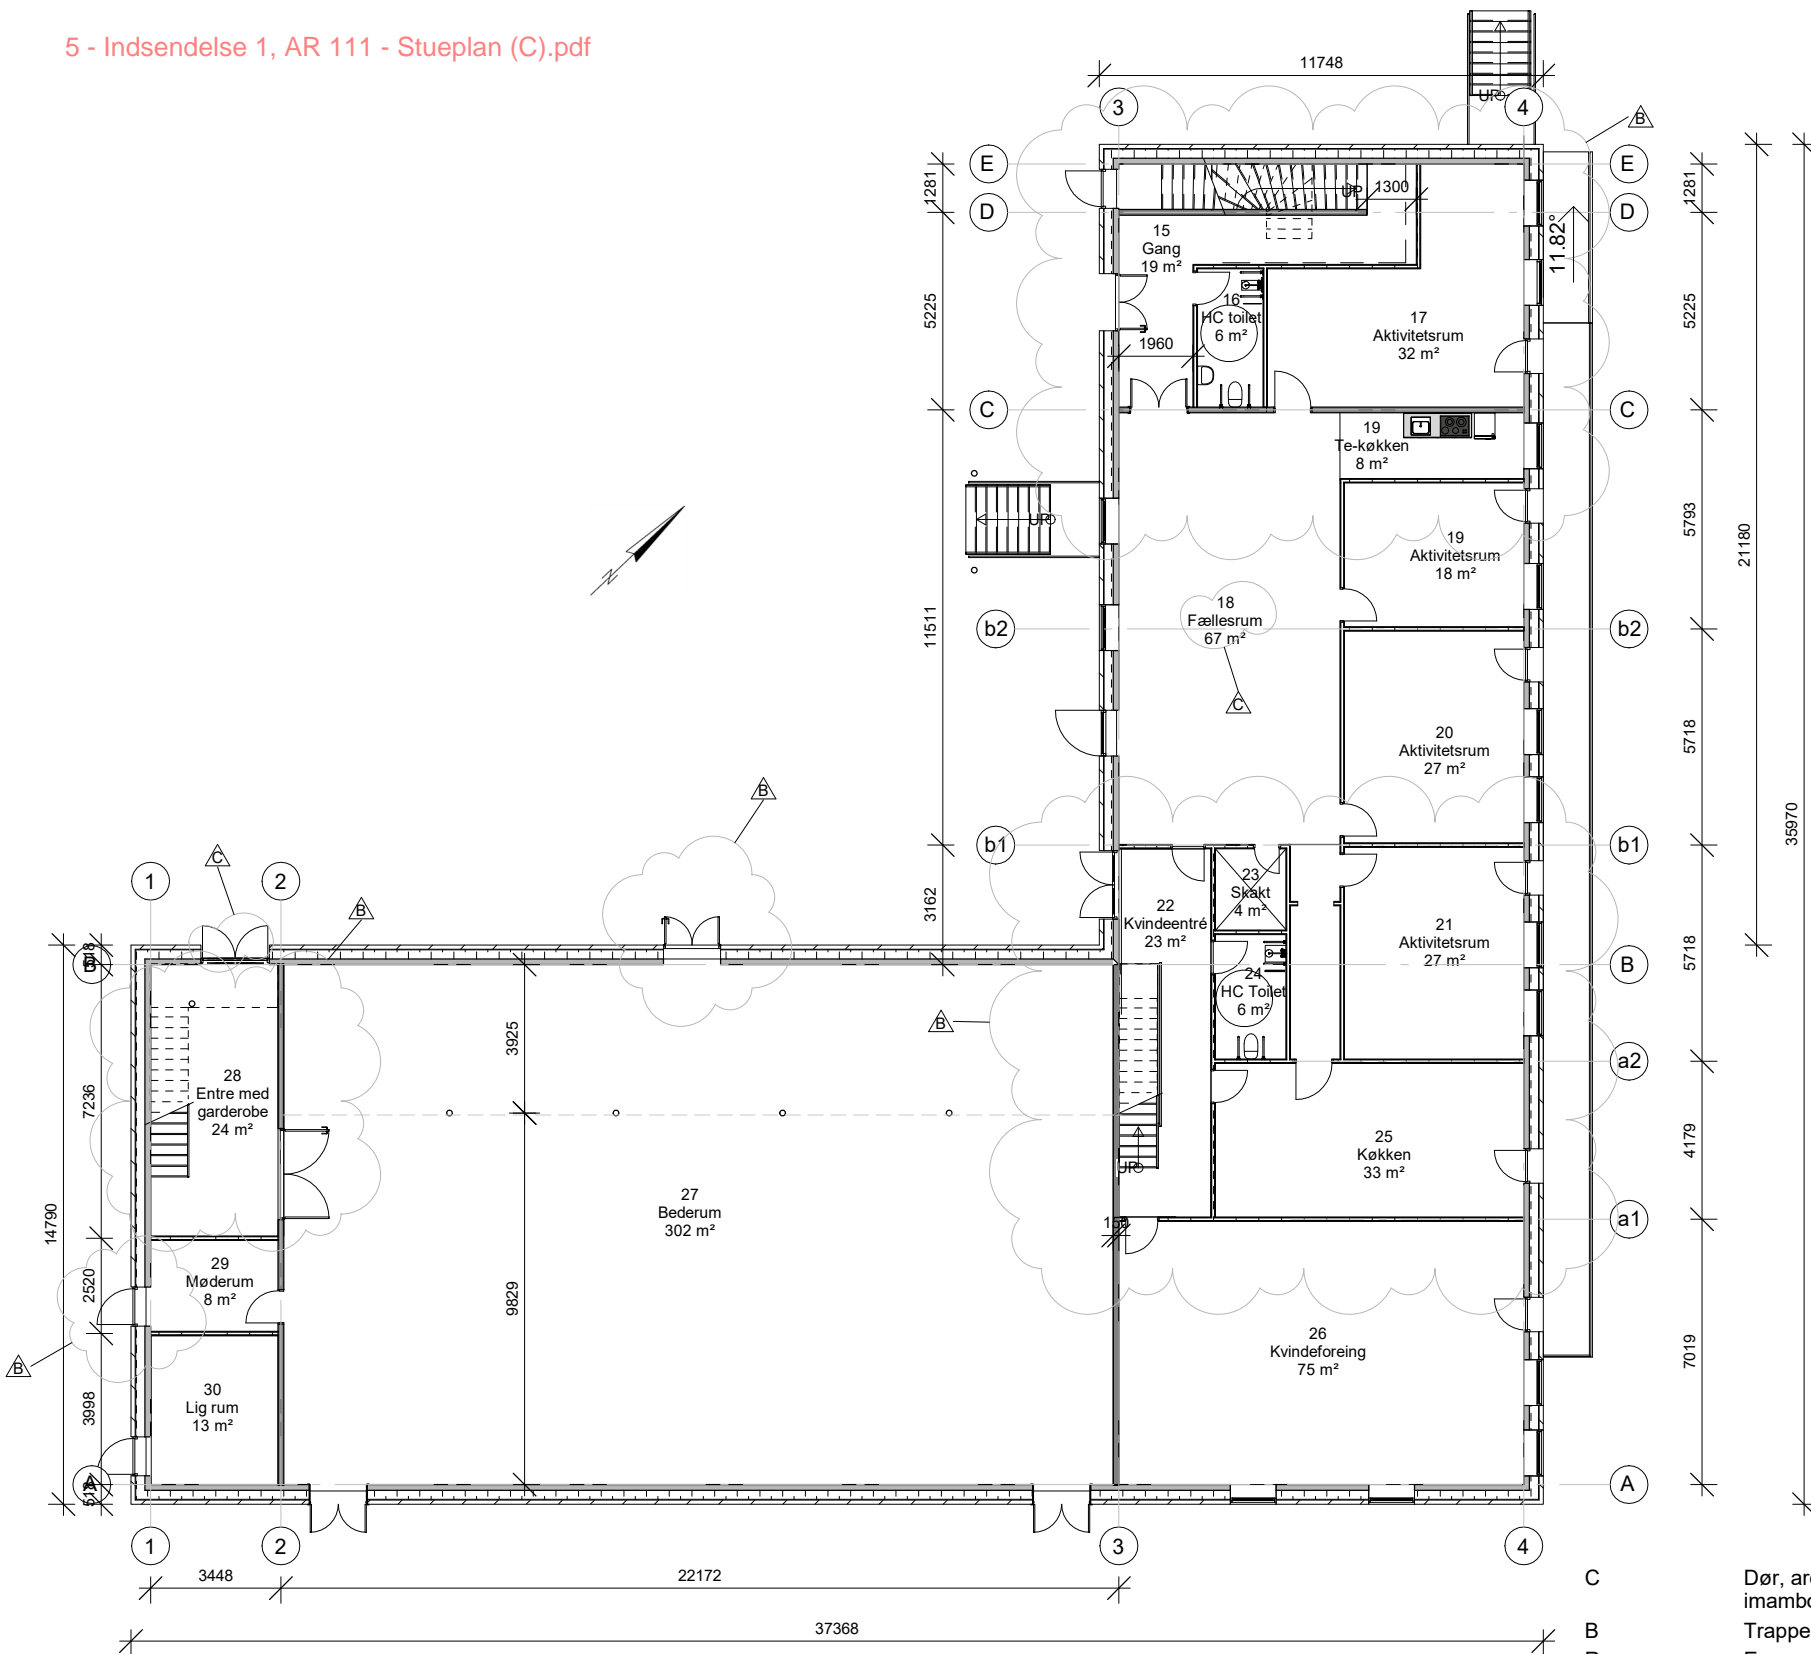 5 - Indsendelse 1, AR 111 - Stueplan (C).pdf
11748
3
4
UP
B
E
E
1281
1281
UP
1300
D
D
15
Gang
19 m²
11.82°
16
HC toilet
6 m²
17
Aktivitetsrum
32 m²
5225
5225
1960
C
C
19
Te-køkken
8 m²
UP
N
19
Aktivitetsrum
18 m²
5793
21180
18
Fællesrum
67 m²
b2
b2
11511
C
20
Aktivitetsrum
27 m²
5718
35970
B
b1
b1
C
1
2
B
23
Skakt
4 m²
22
Kvindeentré
23 m²
3162
21
Aktivitetsrum
27 m²
5718
B
B
24
HC Toilet
6 m²
B
3925
a2
28
Entre med
garderobe
24 m²
7236
25
Køkken
33 m²
4179
UP
27
Bederum
302 m²
14790
a1
29
Møderum
8 m²
2520
9829
26
Kvindeforeing
75 m²
7019
B
30
Lig rum
13 m²
3998
A
A
1
2
3
4
3448
22172
C
B
Trappe
37368